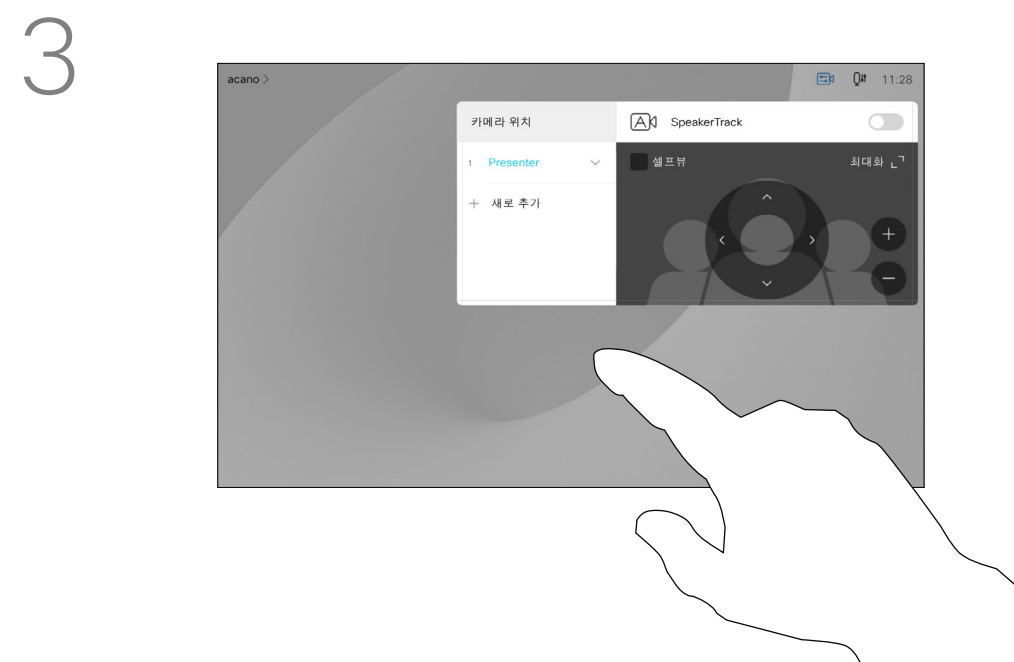 3
acano >
11:28
카메라 위치
SpeakerTrack
1 Presenter
셀프뷰
최대화
+ 새로 추가